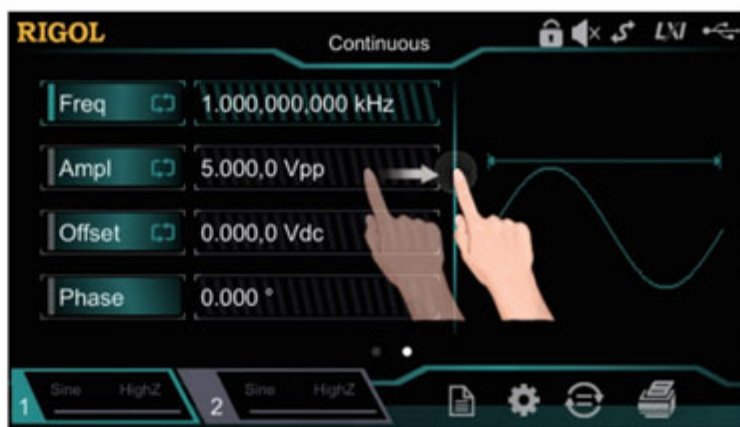 RIGOL
Continuous
LXI
Freq 1.000,000,000 kHz
Ampl 5.000,0 Vpp
Offset 0.000,0 Vdc
Phase 0.000 °
1 Sine HighZ 2 Sine HighZ